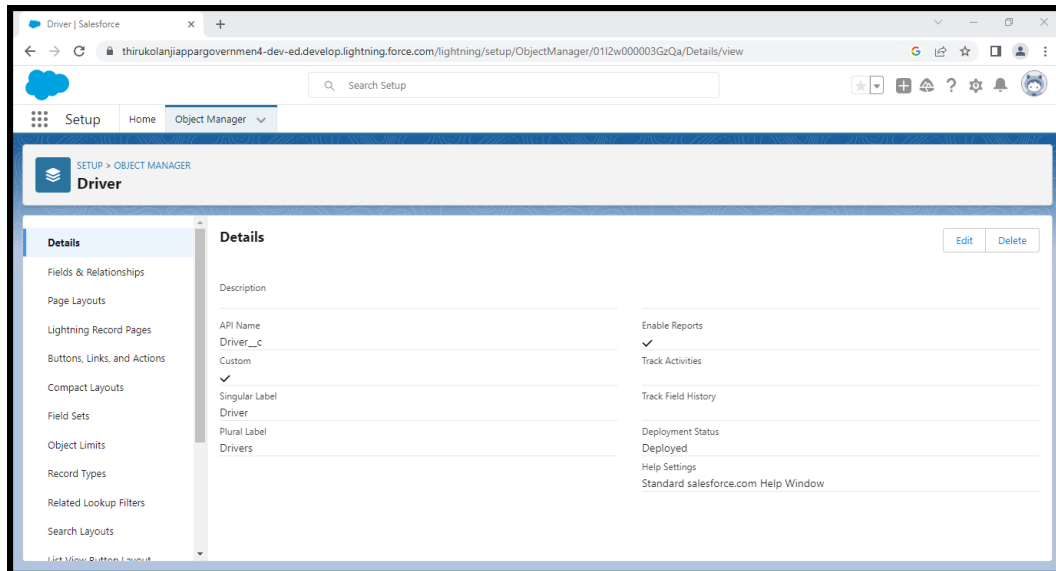 Driver | Salesforce
thirukolanjiappargovernmen4-dev-ed.develop.lightning.force.com/lightning/setup/ObjectManager/01I2w000003GzQa/Details/view
Search Setup
Setup
Home
Object Manager
SETUP > OBJECT MANAGER
Driver
Details
Fields & Relationships
Page Layouts
Lightning Record Pages
Buttons, Links, and Actions
Compact Layouts
Field Sets
Object Limits
Record Types
Related Lookup Filters
Search Layouts
List View Button Layout
Details
Edit
Delete
Description
API Name
Driver__c
Custom
Singular Label
Driver
Plural Label
Drivers
Enable Reports
Track Activities
Track Field History
Deployment Status
Deployed
Help Settings
Standard salesforce.com Help Window